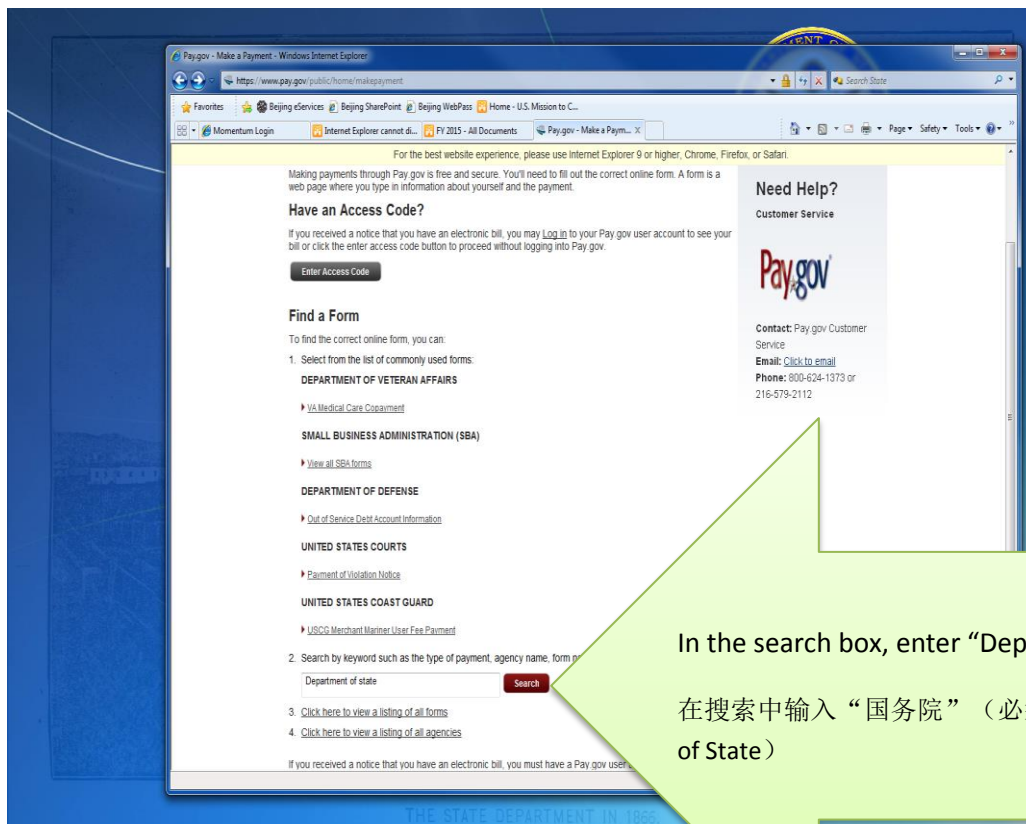 MENT O
Pay.gov - Make a Payment - Windows Internet Explorer
https://www.pay.gov/public/home/makepayment
Search State
Favorites Beijing eServices Beijing SharePoint Beijing WebPass Home - U.S. Mission to C...
Momentum Login Internet Explorer cannot di... FY 2015 - All Documents Pay.gov - Make a Paym... X Page Safety Tools
For the best website experience, please use Internet Explorer 9 or higher, Chrome, Firefox, or Safari.
Making payments through Pay.gov is free and secure. You'll need to fill out the correct online form. A form is a
web page where you type in information about yourself and the payment.
Have an Access Code?
If you received a notice that you have an electronic bill, you may Log in to your Pay.gov user account to see your
bill or click the enter access code button to proceed without logging into Pay.gov.
Enter Access Code
Find a Form
To find the correct online form, you can:
1. Select from the list of commonly used forms:
DEPARTMENT OF VETERAN AFFAIRS
VA Medical Care Copayment
SMALL BUSINESS ADMINISTRATION (SBA)
View all SBA forms
DEPARTMENT OF DEFENSE
Out of Service Debt Account Information
UNITED STATES COURTS
Payment of Violation Notice
UNITED STATES COAST GUARD
USCG Merchant Mariner User Fee Payment
2. Search by keyword such as the type of payment, agency name, form
Department of state Search
3. Click here to view a listing of all forms
4. Click here to view a listing of all agencies
If you received a notice that you have an electronic bill, you must have a Pay.gov user
Need Help?
Customer Service
Pay.gov
Contact: Pay.gov Customer
Service
Email: Click to email
Phone: 800-624-1373 or
216-579-2112
In the search box, enter “Dep
在搜索中输入“国务院”（必
of State）
THE STATE DEPARTMENT IN 1866